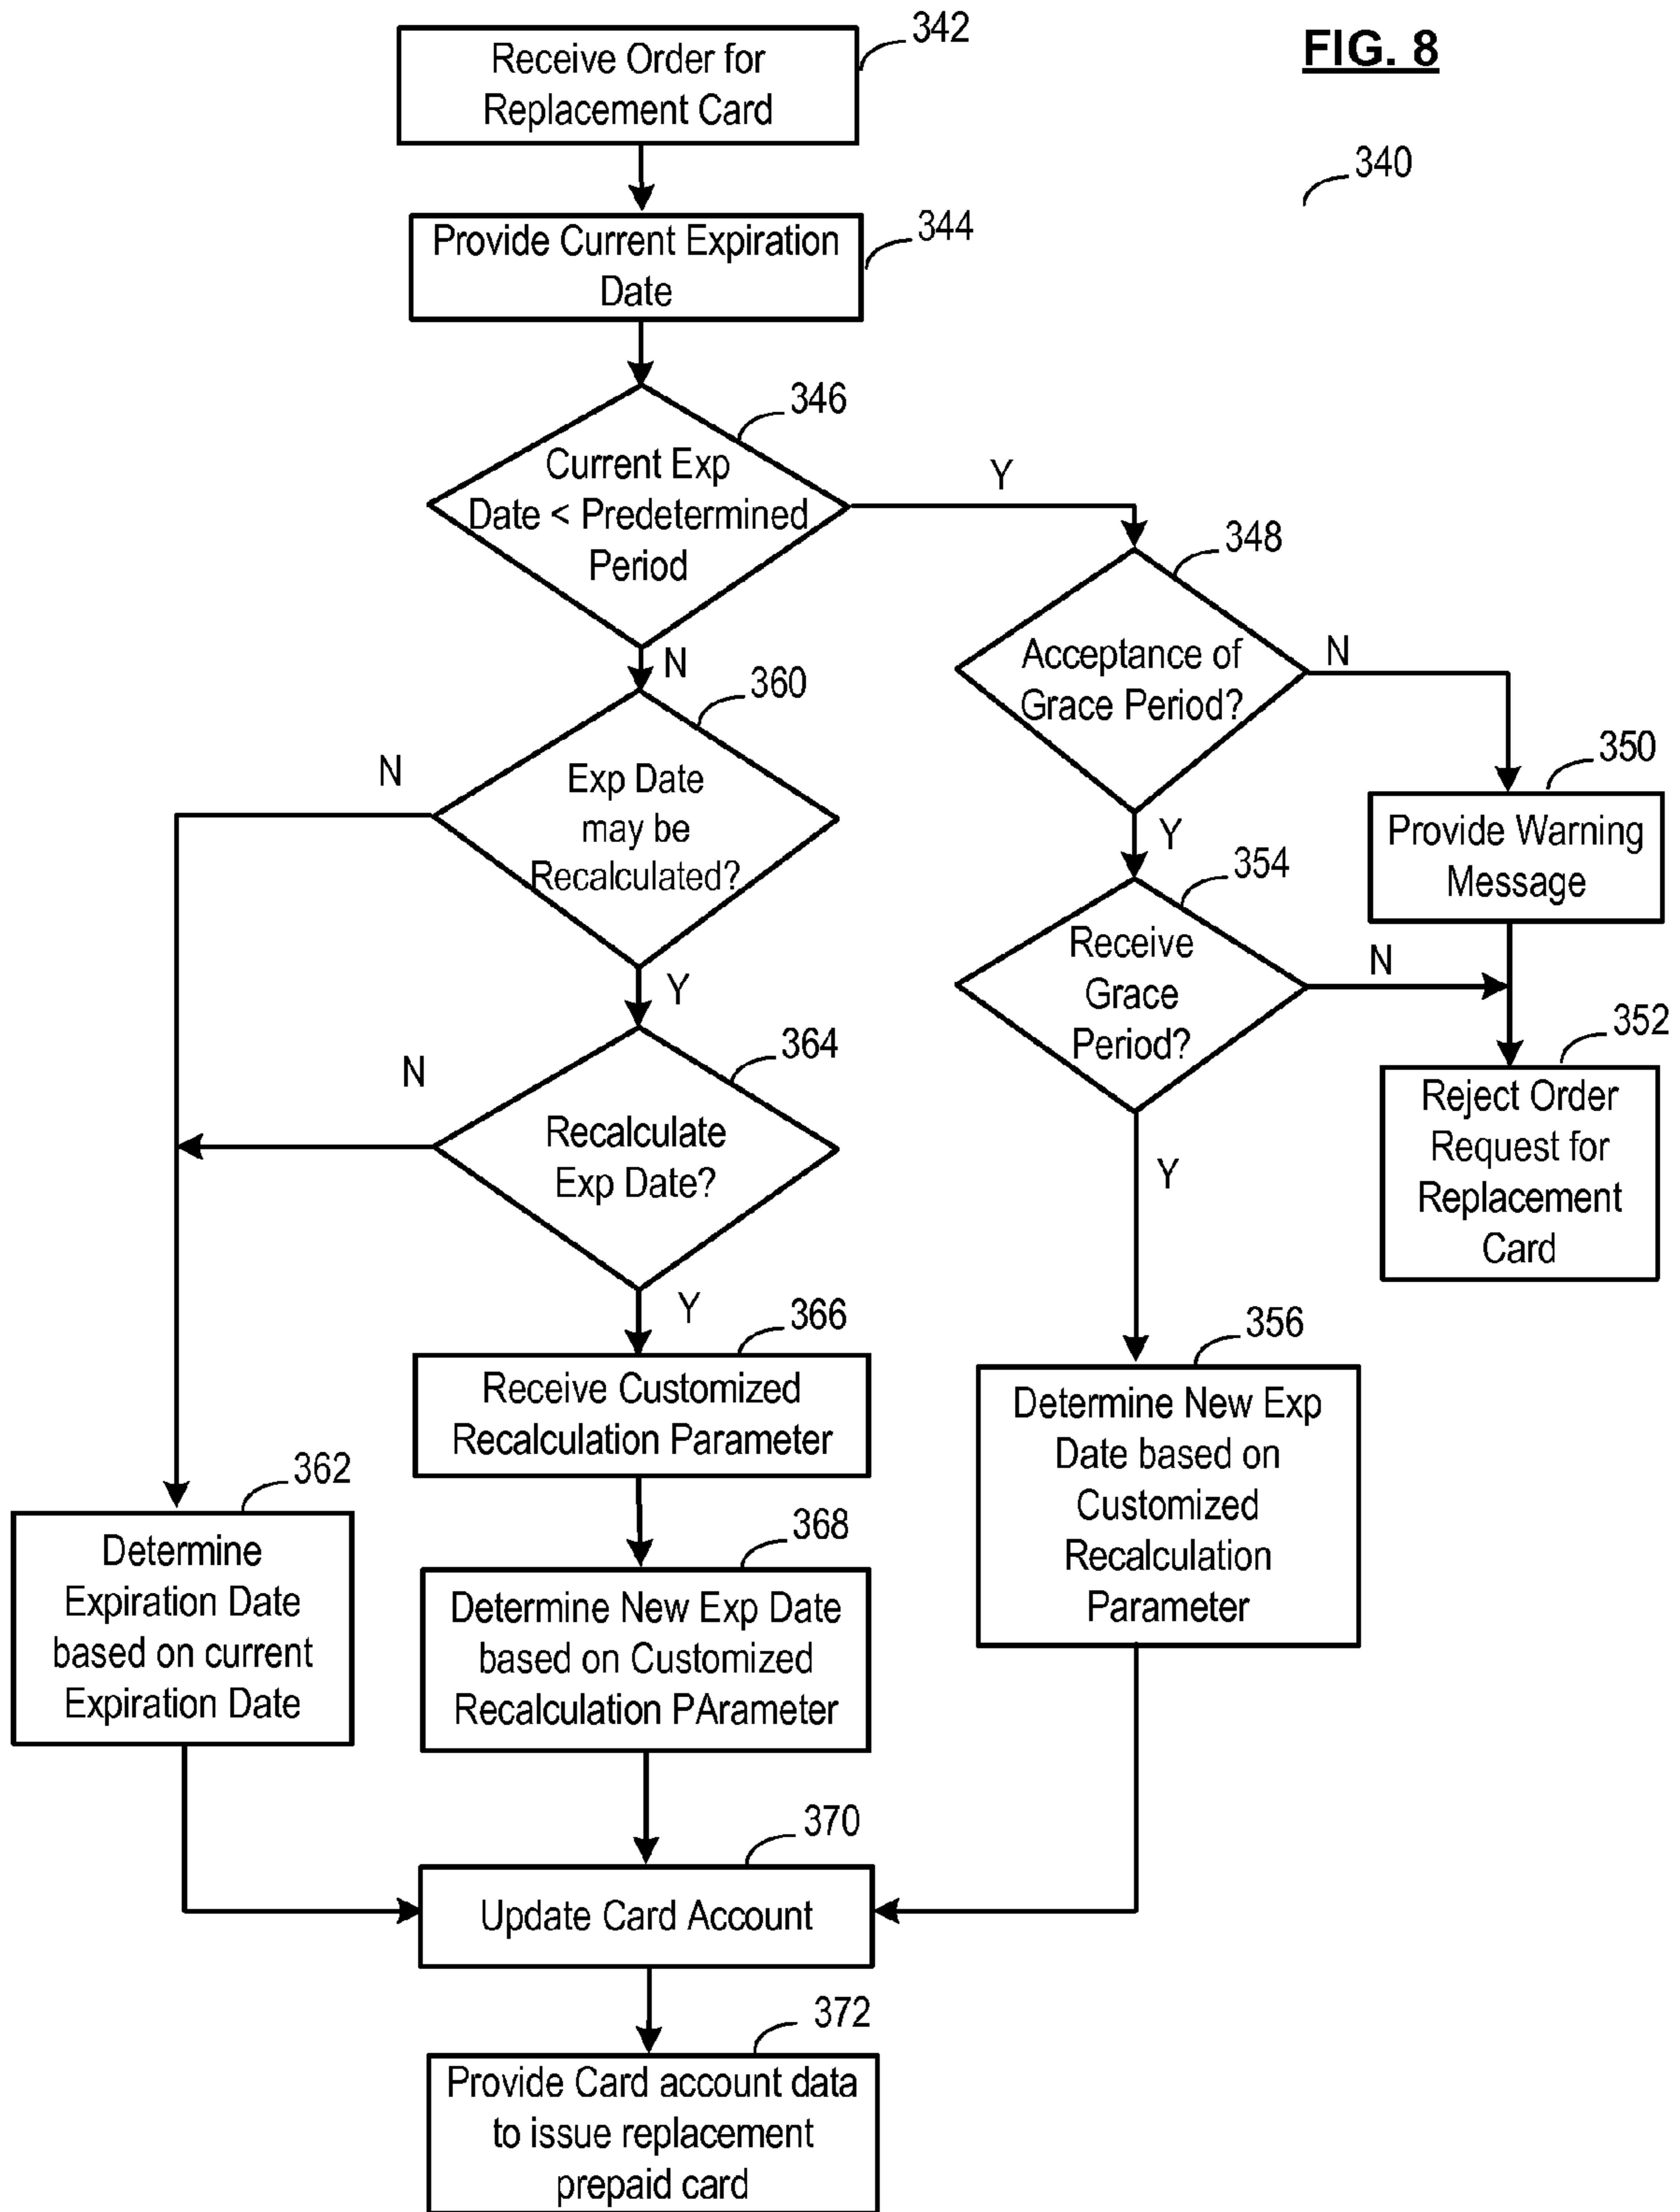 FIG. 8
340
342
Receive Order for
Replacement Card
344
Provide Current Expiration
Date
346
Current Exp
Date < Predetermined
Period
Y
N
348
Acceptance of
Grace Period?
N
Y
350
Provide Warning
Message
360
Exp Date
may be
Recalculated?
N
Y
354
Receive
Grace
Period?
N
Y
352
Reject Order
Request for
Replacement
Card
364
Recalculate
Exp Date?
N
Y
366
Receive Customized
Recalculation Parameter
356
Determine New Exp
Date based on
Customized
Recalculation
Parameter
362
Determine
Expiration Date
based on current
Expiration Date
368
Determine New Exp Date
based on Customized
Recalculation PArameter
370
Update Card Account
372
Provide Card account data
to issue replacement
prepaid card